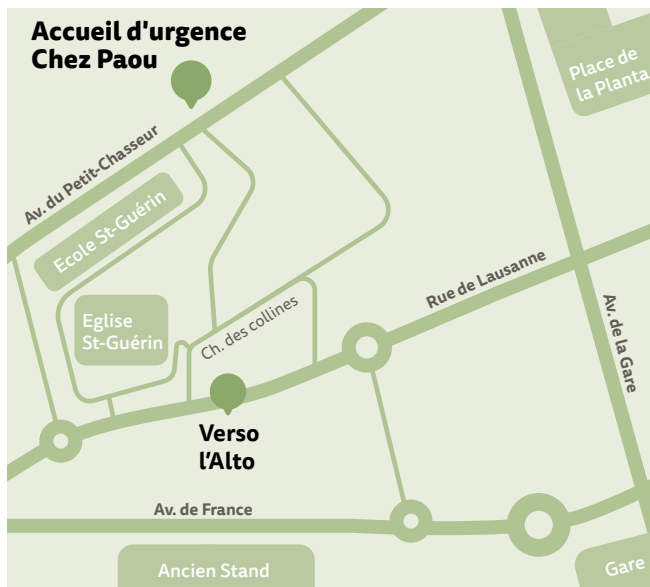 Accueil d'urgence
Chez Paou
Place de
la Planta
Av. du Petit-Chasseur
Ecole St-Guérin
Rue de Lausanne
Eglise
St-Guérin
Ch. des collines
Av. de la Gare
Verso
l'Alto
Av. de France
Ancien Stand
Gare